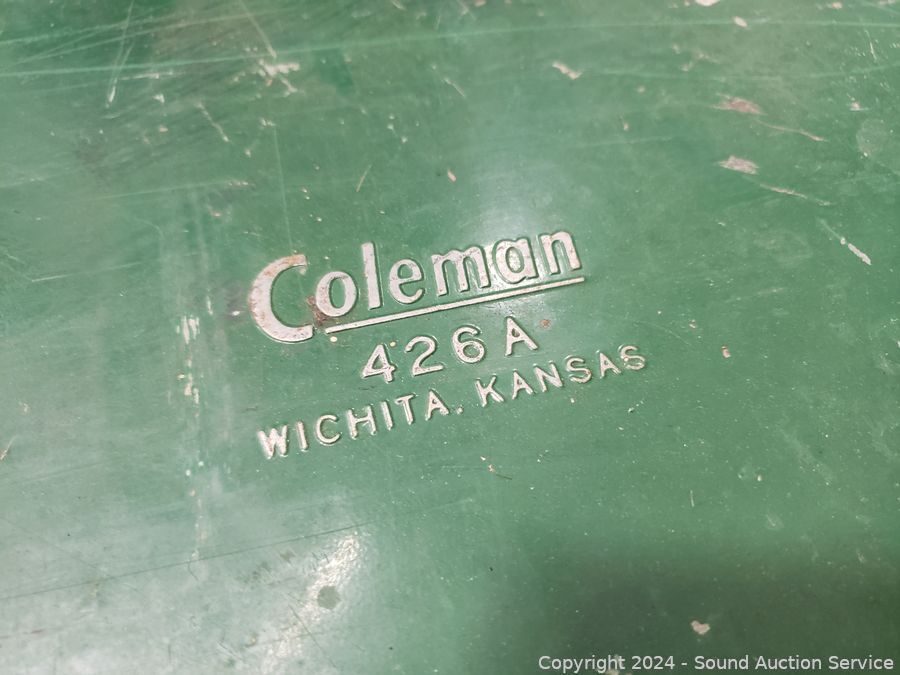 Coleman
426A
WICHITA, KANSAS
Copyright 2024 - Sound Auction Service